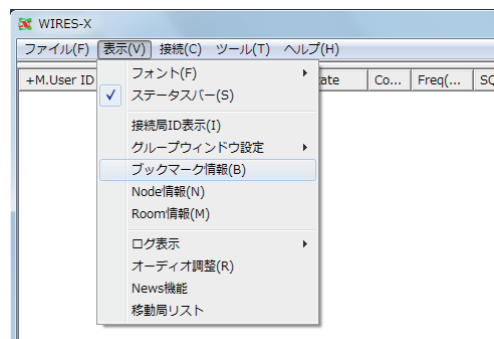 WIRES-X
ファイル(F) 表示(V) 接続(C) ツール(T) ヘルプ(H)
+M.User ID ate Co... Freq(... SQ
フォント(F)
ステータスバー(S)
接続局ID表示(I)
グループウィンドウ設定
ブックマーク情報(B)
Node情報(N)
Room情報(M)
ログ表示
オーディオ調整(R)
News機能
移動局リスト